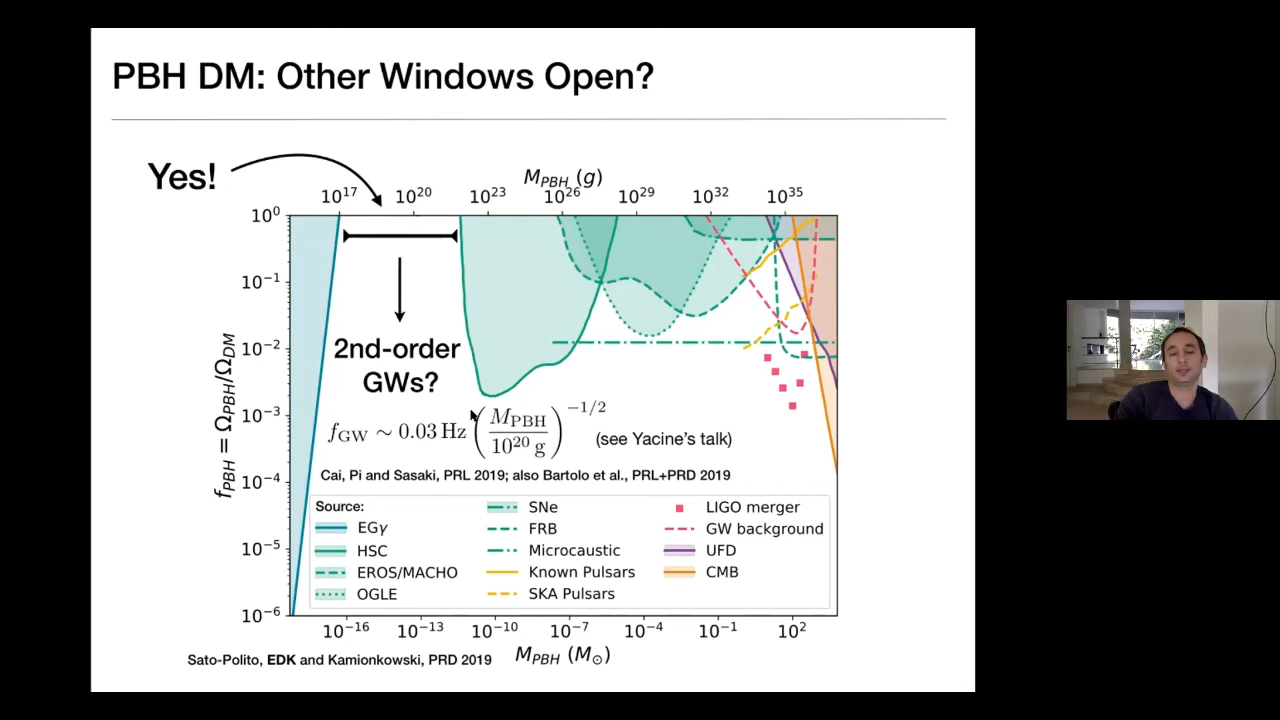 PBH DM: Other Windows Open?
Yes!
M_PBH (g)
10^17 10^20 10^23 10^26 10^29 10^32 10^35
10^0
10^-1
10^-2
10^-3
10^-4
10^-5
10^-6
f_PBH = Ω_PBH/Ω_DM
2nd-order
GWs?
f_GW ~ 0.03 Hz (M_PBH / 10^20 g)^-1/2 (see Yacine's talk)
Cai, Pi and Sasaki, PRL 2019; also Bartolo et al., PRL+PRD 2019
Source:
EGγ
HSC
EROS/MACHO
OGLE
SNe
FRB
Microcaustic
Known Pulsars
SKA Pulsars
LIGO merger
GW background
UFD
CMB
10^-16 10^-13 10^-10 10^-7 10^-4 10^-1 10^2
M_PBH (M_⊙)
Sato-Polito, EDK and Kamionkowski, PRD 2019